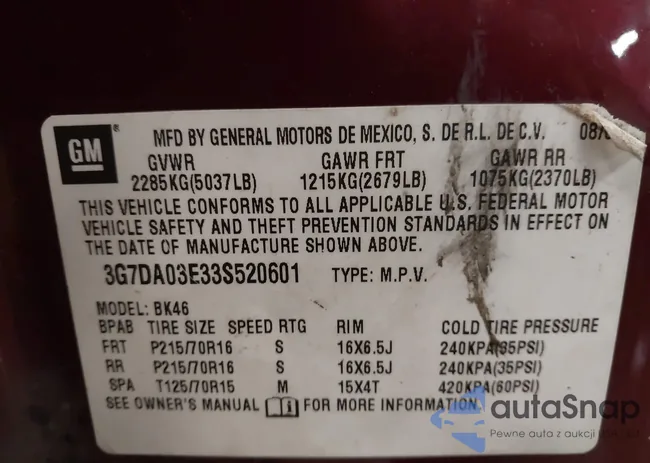 GM
MFD BY GENERAL MOTORS DE MEXICO, S. DE R.L. DE C.V.
GVWR GAWR FRT GAWR RR
2285KG(5037LB) 1215KG(2679LB) 1075KG(2370LB)
THIS VEHICLE CONFORMS TO ALL APPLICABLE U.S. FEDERAL MOTOR
VEHICLE SAFETY AND THEFT PREVENTION STANDARDS IN EFFECT ON
THE DATE OF MANUFACTURE SHOWN ABOVE.
3G7DA03E33S520601 TYPE: M.P.V.
MODEL: BK46
BPAB TIRE SIZE SPEED RTG RIM COLD TIRE PRESSURE
FRT P215/70R16 S 16X6.5J 240KPA(35PSI)
RR P215/70R16 S 16X6.5J 240KPA(35PSI)
SPA T125/70R15 M 15X4T 420KPA(60PSI)
SEE OWNER'S MANUAL FOR MORE INFORMATION
autaSnap
Pewne auta z aukcji